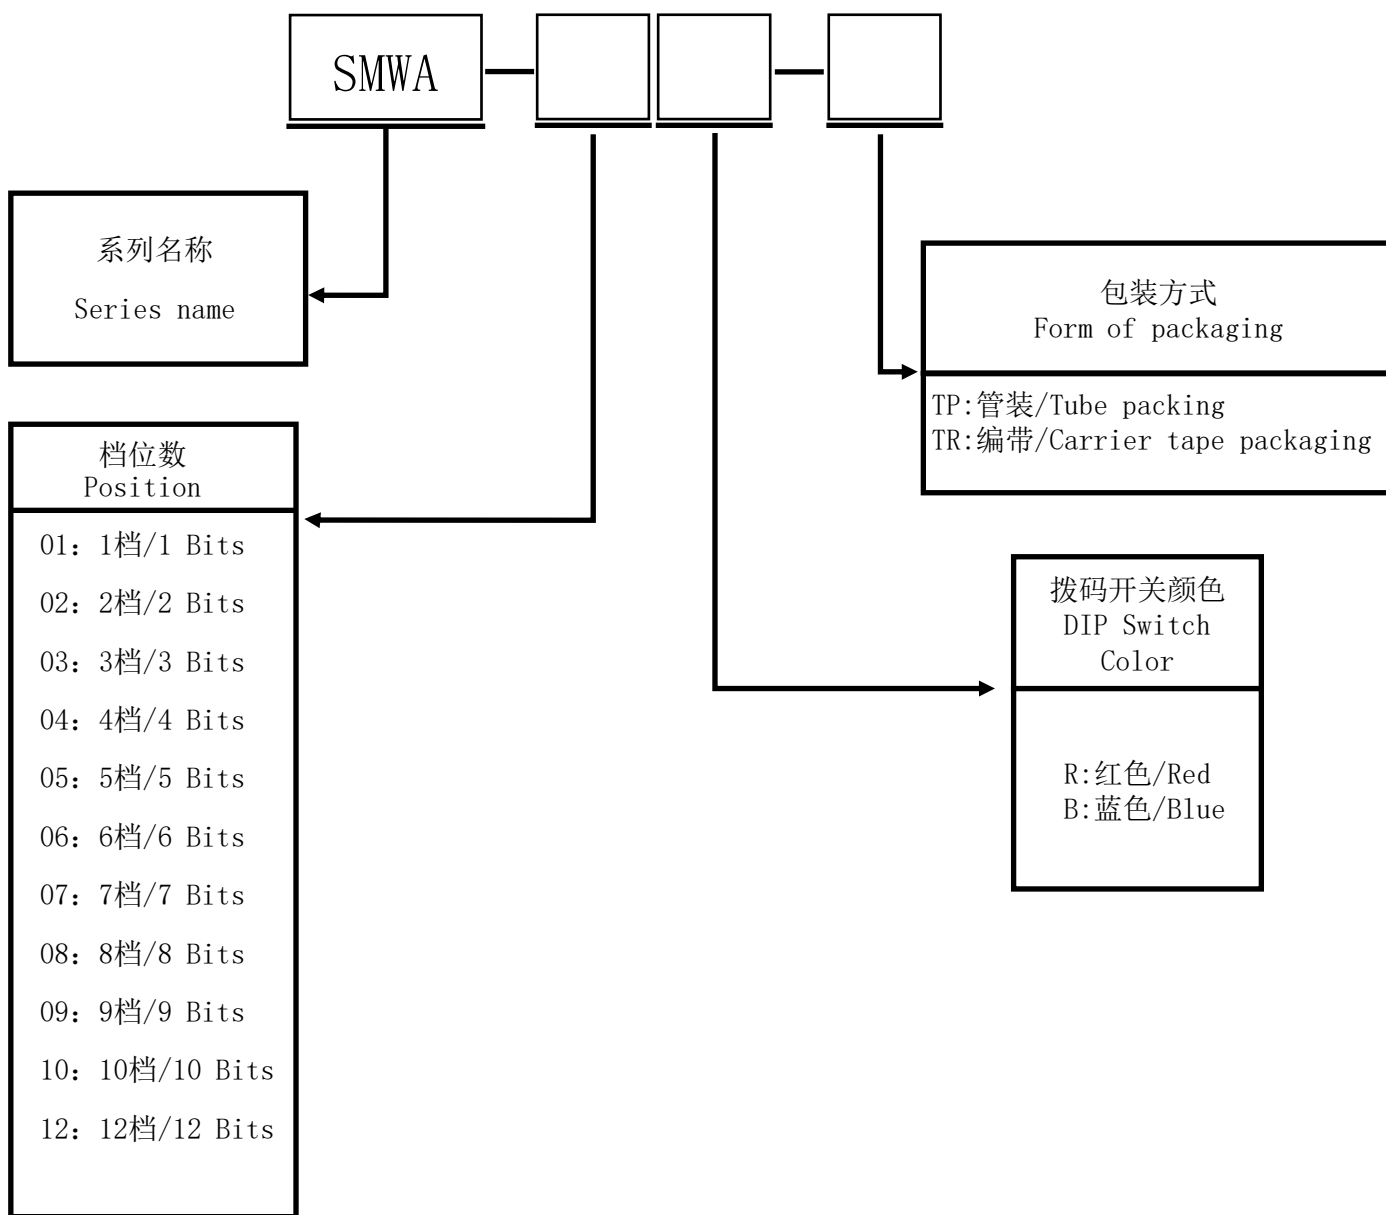 SMWA
系列名称
Series name
包装方式
Form of packaging
TP:管装/Tube packing
TR:编带/Carrier tape packaging
档位数
Position
01: 1档/1 Bits
02: 2档/2 Bits
03: 3档/3 Bits
04: 4档/4 Bits
05: 5档/5 Bits
06: 6档/6 Bits
07: 7档/7 Bits
08: 8档/8 Bits
09: 9档/9 Bits
10: 10档/10 Bits
12: 12档/12 Bits
拨码开关颜色
DIP Switch
Color
R:红色/Red
B:蓝色/Blue